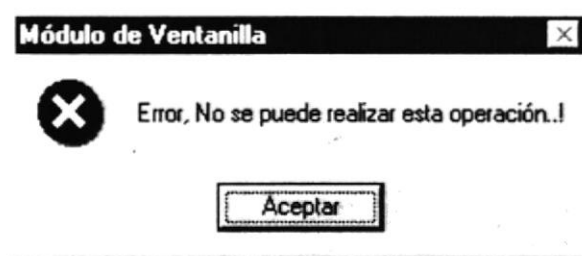 Módulo de Ventanilla
Error, No se puede realizar esta operación..!
Aceptar